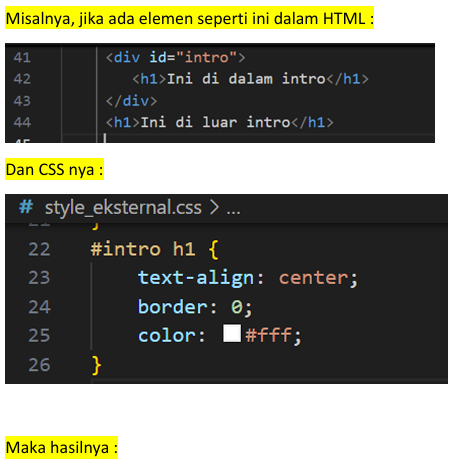 Misalnya, jika ada elemen seperti ini dalam HTML :
41 <div id="intro">
42 <h1>Ini di dalam intro</h1>
43 </div>
44 <h1>Ini di luar intro</h1>
45
Dan CSS nya :
# style_eksternal.css > ...
21 }
22 #intro h1 {
23 text-align: center;
24 border: 0;
25 color: #fff;
26 }
Maka hasilnya :